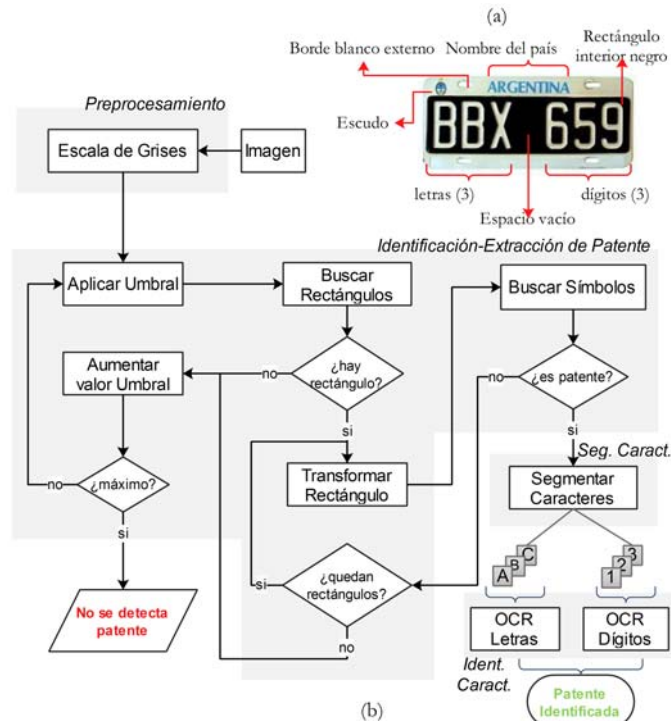 (a)
Borde blanco externo
Nombre del país
Rectángulo
interior negro
ARGENTINA
Escudo
BBX 659
letras (3)
dígitos (3)
Espacio vacío
Preprocesamiento
Escala de Grises
Imagen
Identificación-Extracción de Patente
Aplicar Umbral
Buscar
Rectángulos
Buscar Símbolos
Aumentar
valor Umbral
no
¿hay
rectángulo?
no
¿es patente?
si
si
Seg. Caract.
Transformar
Rectángulo
Segmentar
Caracteres
no
¿máximo?
si
A
B
C
1
2
3
si
¿quedan
rectángulos?
no
No se detecta
patente
OCR
Letras
OCR
Dígitos
Ident.
Caract.
Patente
Identificada
(b)